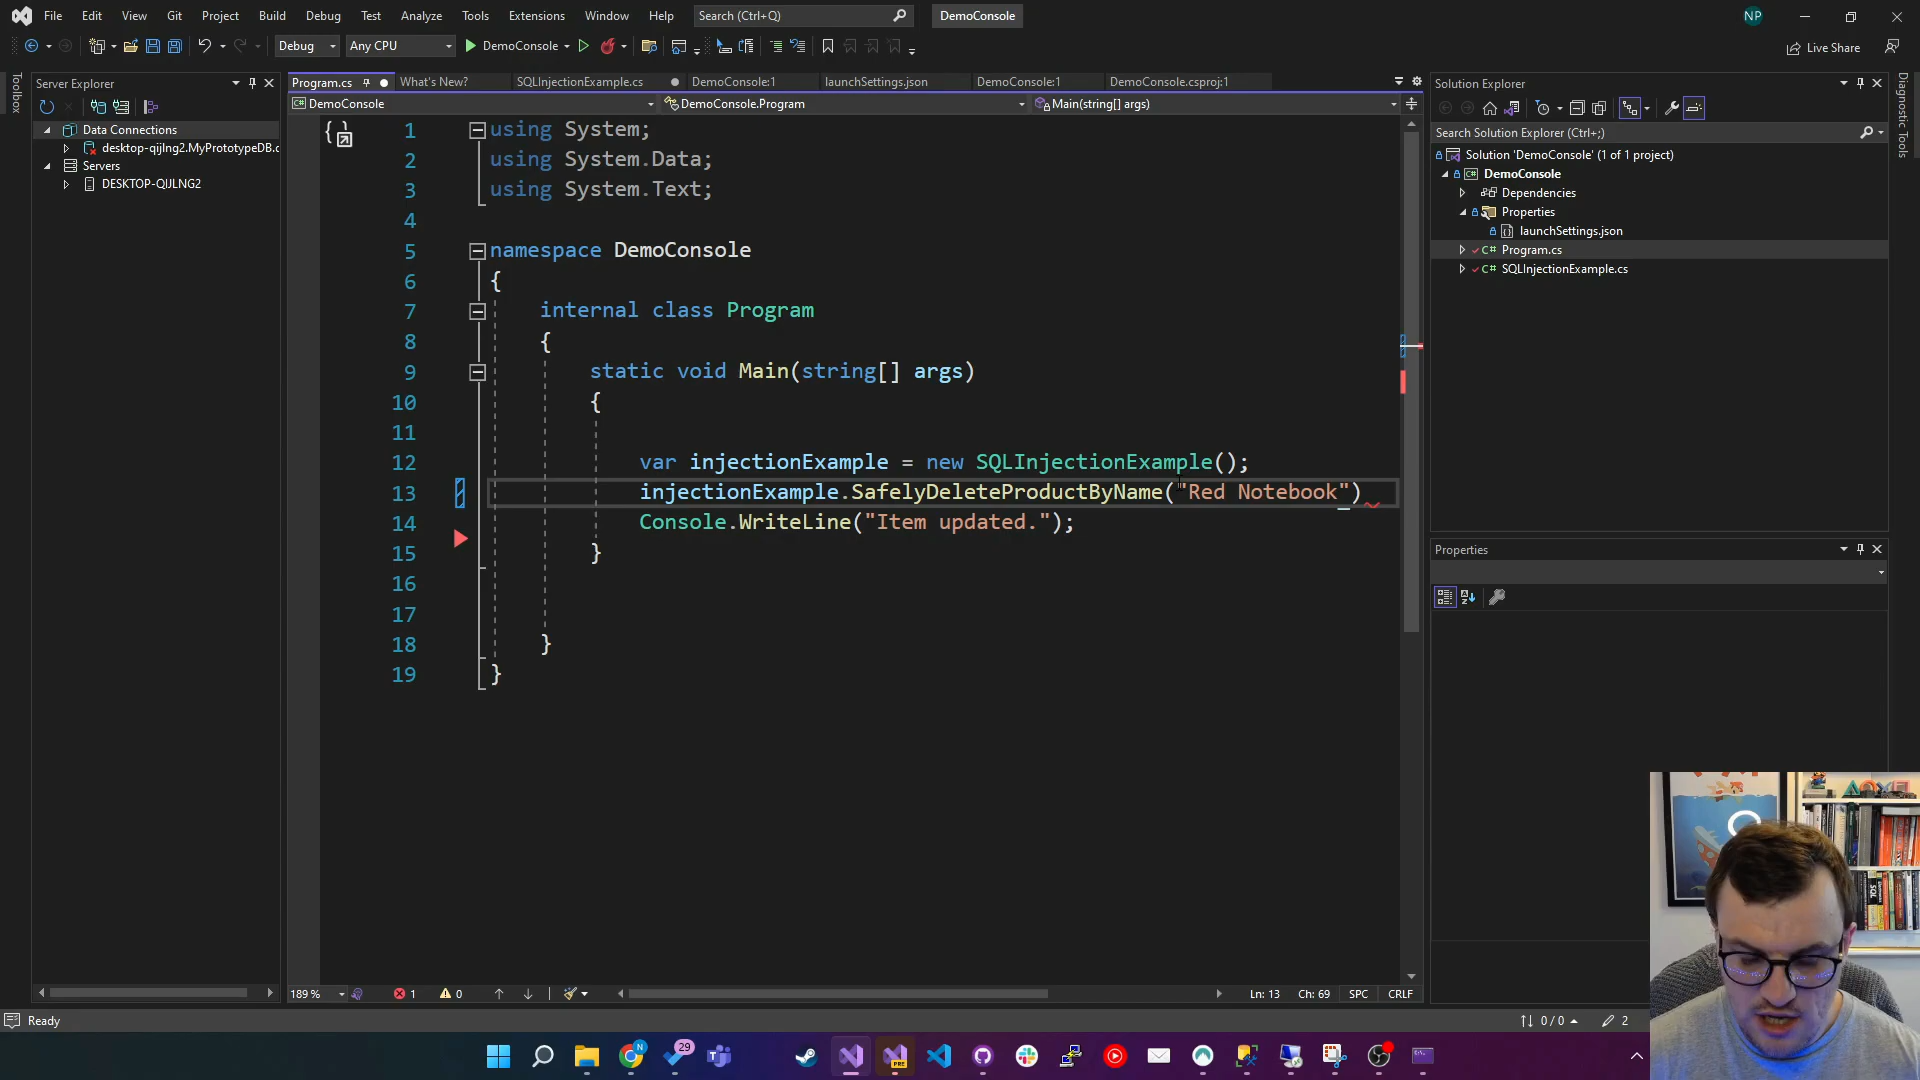 File Edit View Git Project Build Debug Test Analyze Tools Extensions Window Help Search (Ctrl+Q) DemoConsole NP
Debug Any CPU DemoConsole Live Share
Toolbox
Server Explorer
Data Connections
desktop-qijlng2.MyPrototypeDB.c
Servers
DESKTOP-QIJLNG2
Program.cs What's New? SQLInjectionExample.cs DemoConsole:1 launchSettings.json DemoConsole:1 DemoConsole.csproj:1
DemoConsole DemoConsole.Program Main(string[] args)
1 using System;
2 using System.Data;
3 using System.Text;
4
5 namespace DemoConsole
6 {
7 internal class Program
8 {
9 static void Main(string[] args)
10 {
11
12 var injectionExample = new SQLInjectionExample();
13 injectionExample.SafelyDeleteProductByName("Red Notebook")
14 Console.WriteLine("Item updated.");
15 }
16
17
18 }
19 }
189 % 1 0 Ln: 13 Ch: 69 SPC CRLF
Solution Explorer
Search Solution Explorer (Ctrl+;)
Solution 'DemoConsole' (1 of 1 project)
DemoConsole
Dependencies
Properties
launchSettings.json
Program.cs
SQLInjectionExample.cs
Diagnostic Tools
Properties
Ready 0 / 0 2
29
PRE